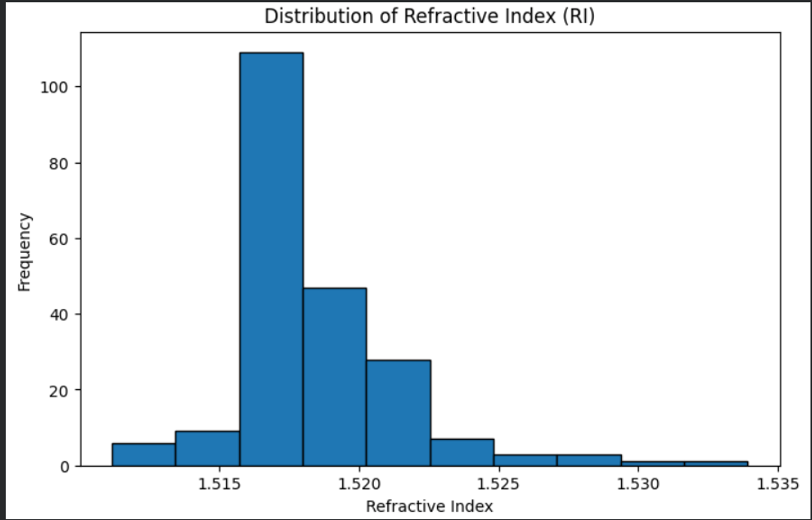 Distribution of Refractive Index (RI)
100
80
60
40
20
0
Frequency
1.515 1.520 1.525 1.530 1.535
Refractive Index